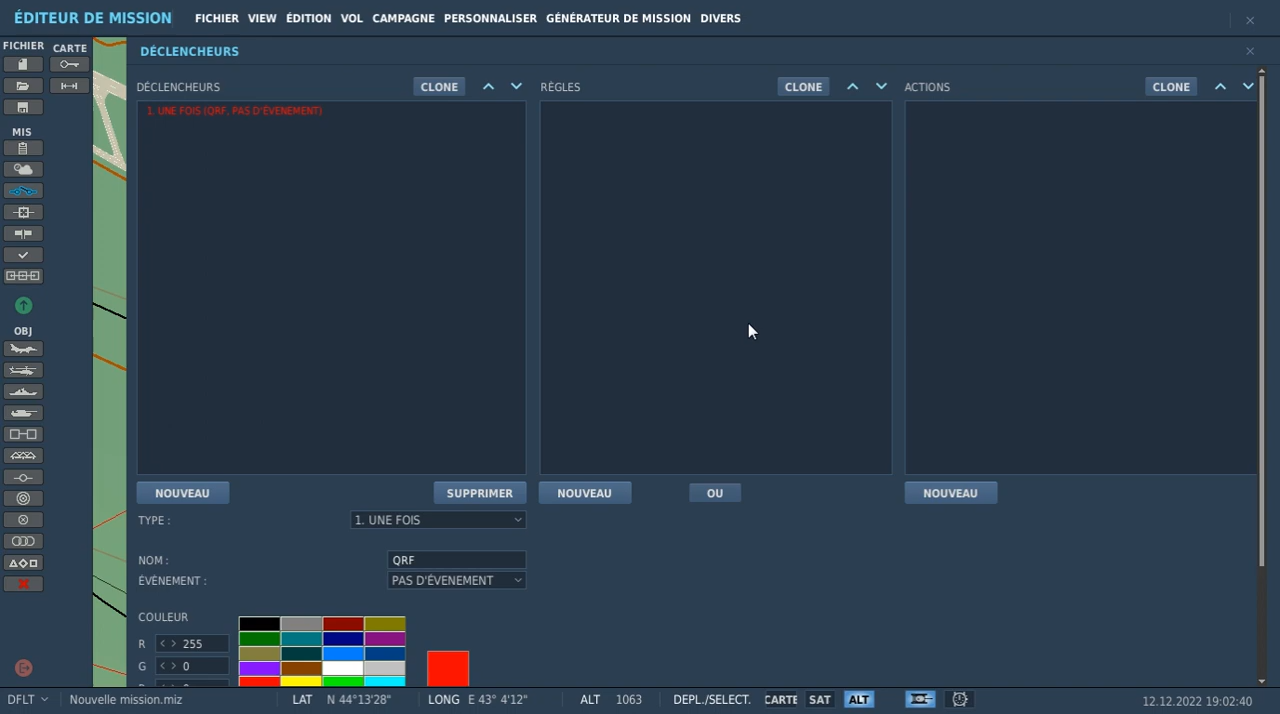 ÉDITEUR DE MISSION FICHIER VIEW ÉDITION VOL CAMPAGNE PERSONNALISER GÉNÉRATEUR DE MISSION DIVERS
FICHIER CARTE
DÉCLENCHEURS
DÉCLENCHEURS CLONE RÈGLES CLONE ACTIONS CLONE
1. UNE FOIS (QRF, PAS D'ÉVENEMENT)
MIS
OBJ
NOUVEAU SUPPRIMER NOUVEAU OU NOUVEAU
TYPE : 1. UNE FOIS
NOM : QRF
ÉVÈNEMENT : PAS D'ÉVENEMENT
COULEUR
R < > 255
G < > 0
DFLT Nouvelle mission.miz LAT N 44°13'28" LONG E 43° 4'12" ALT 1063 DEPL./SELECT. CARTE SAT ALT 12.12.2022 19:02:40